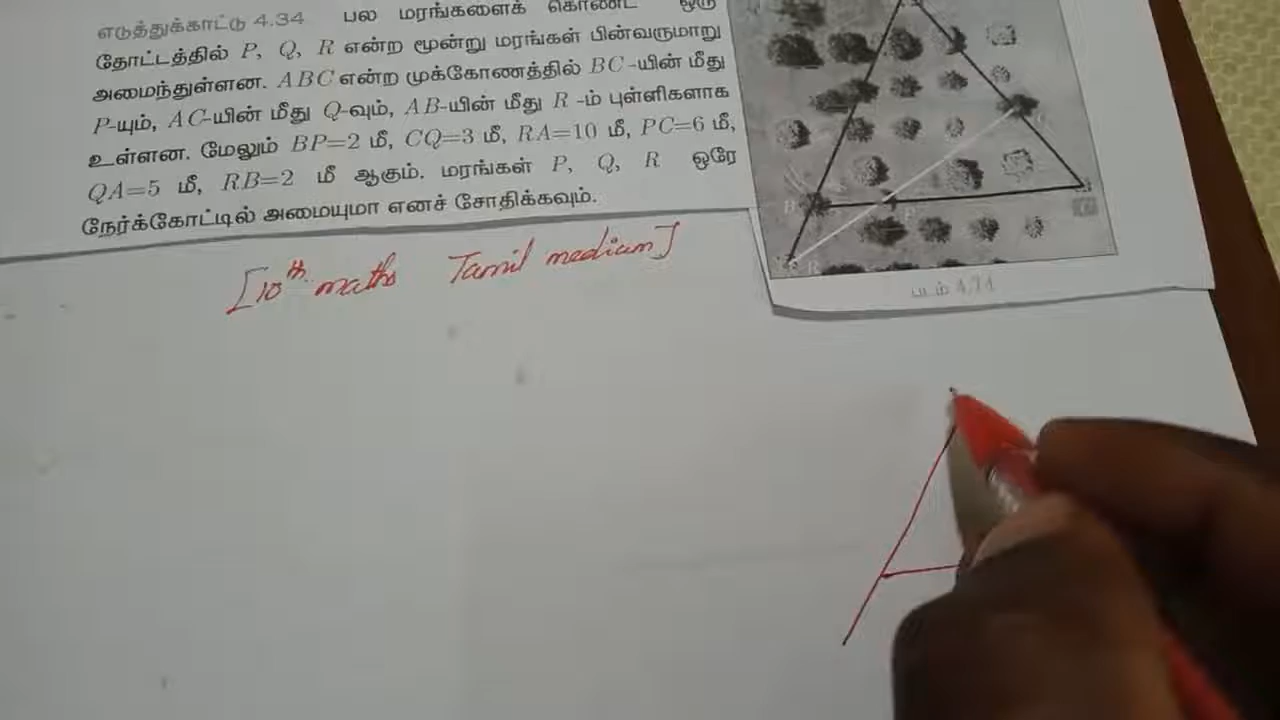 எடுத்துக்காட்டு 4.34 பல மரங்களைக் கொண்ட ஒரு
தோட்டத்தில் P, Q, R என்ற மூன்று மரங்கள் பின்வருமாறு
அமைந்துள்ளன. ABC என்ற முக்கோணத்தில் BC-யின் மீது
P-யும், AC-யின் மீது Q-வும், AB-யின் மீது R -ம் புள்ளிகளாக
உள்ளன. மேலும் BP=2 மீ, CQ=3 மீ, RA=10 மீ, PC=6 மீ,
QA=5 மீ, RB=2 மீ ஆகும். மரங்கள் P, Q, R ஒரே
நேர்க்கோட்டில் அமையுமா எனச் சோதிக்கவும்.
B
P
R
படம் 4.74
[10th maths Tamil medium]